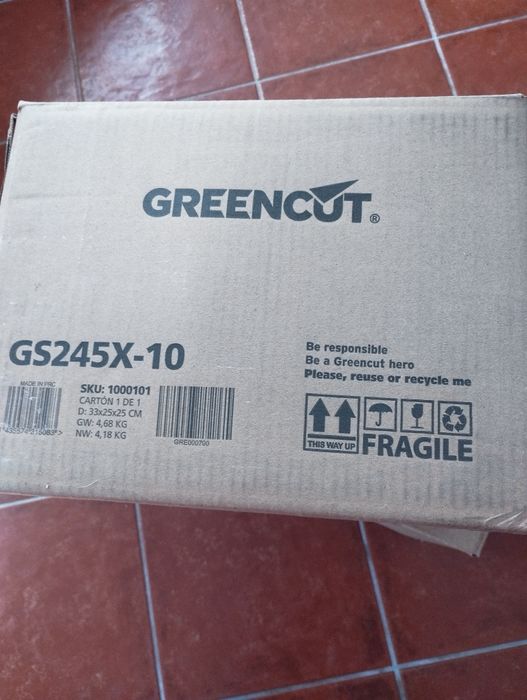 GREENCUT®
GS245X-10
MADE IN PRC
SKU: 1000101
CARTÓN 1 DE 1
D: 33x25x25 CM
GW: 4,68 KG
NW: 4,18 KG
GRE000700
Be responsible
Be a Greencut hero
Please, reuse or recycle me
THIS WAY UP
FRAGILE